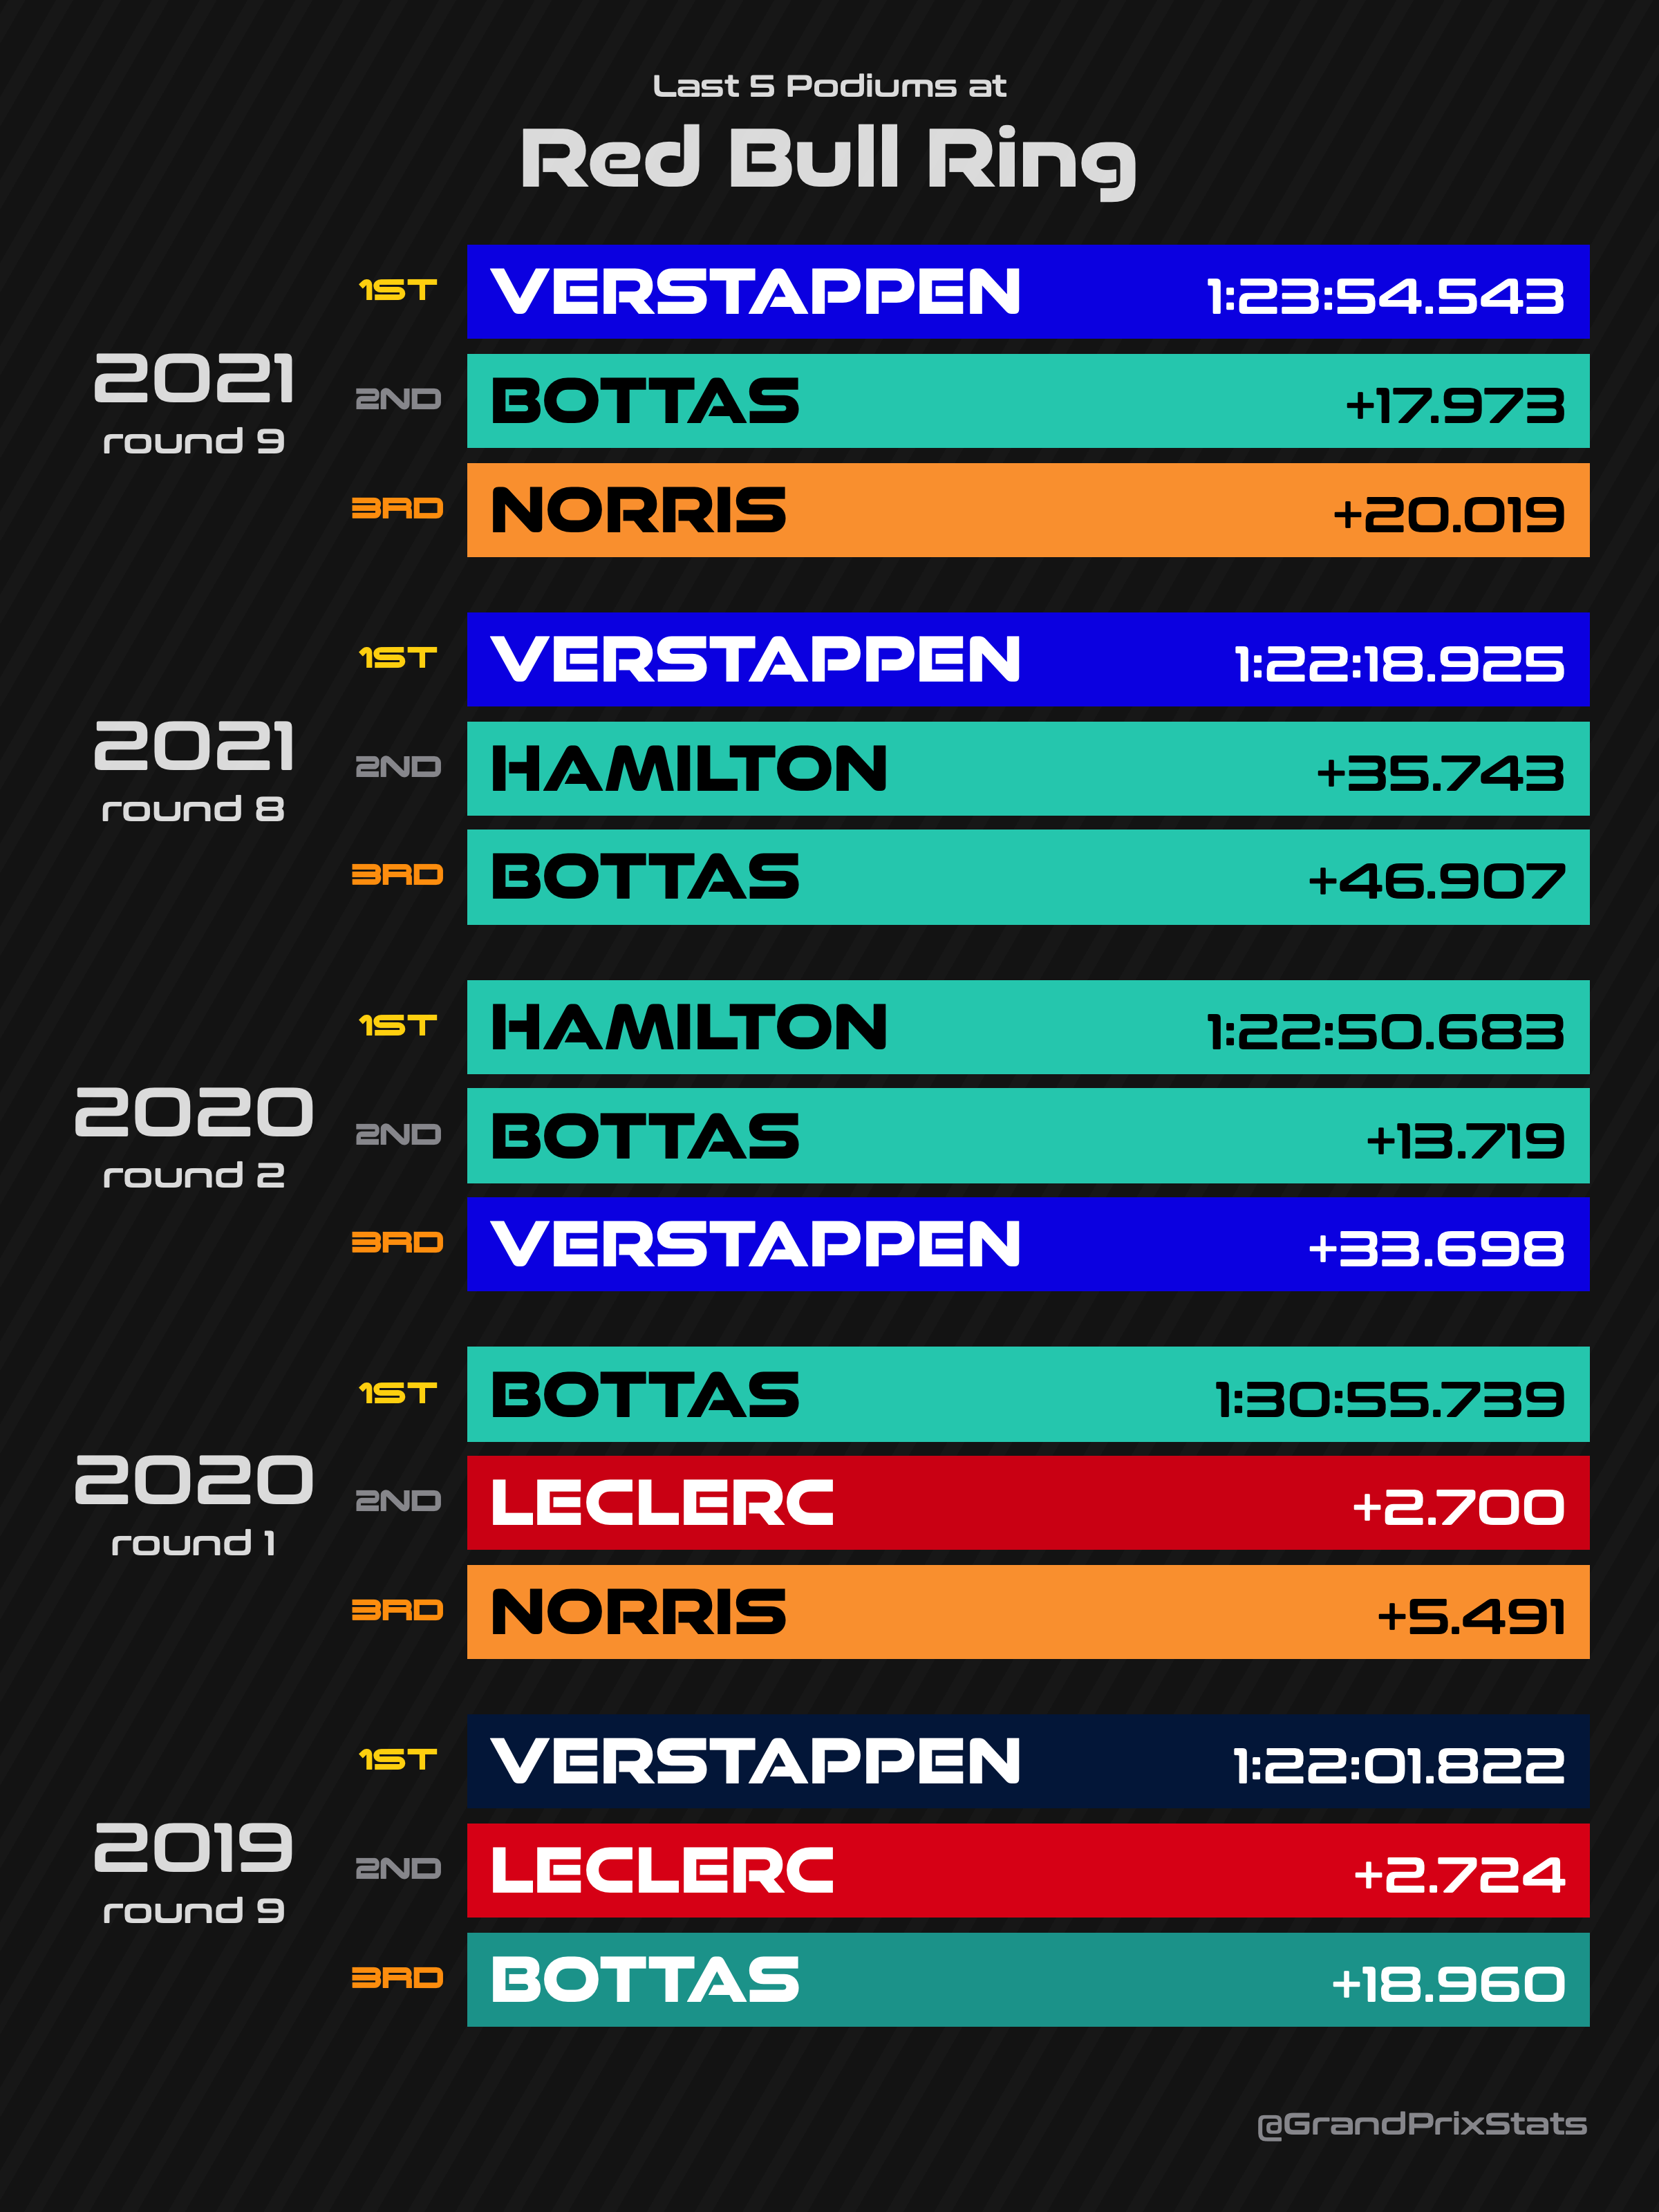 Last 5 Podiums at
Red Bull Ring
2021
round 9
1ST VERSTAPPEN 1:23:54.543
2ND BOTTAS +17.973
3RD NORRIS +20.019
2021
round 8
1ST VERSTAPPEN 1:22:18.925
2ND HAMILTON +35.743
3RD BOTTAS +46.907
2020
round 2
1ST HAMILTON 1:22:50.683
2ND BOTTAS +13.719
3RD VERSTAPPEN +33.698
2020
round 1
1ST BOTTAS 1:30:55.739
2ND LECLERC +2.700
3RD NORRIS +5.491
2019
round 9
1ST VERSTAPPEN 1:22:01.822
2ND LECLERC +2.724
3RD BOTTAS +18.960
@GrandPrixStats